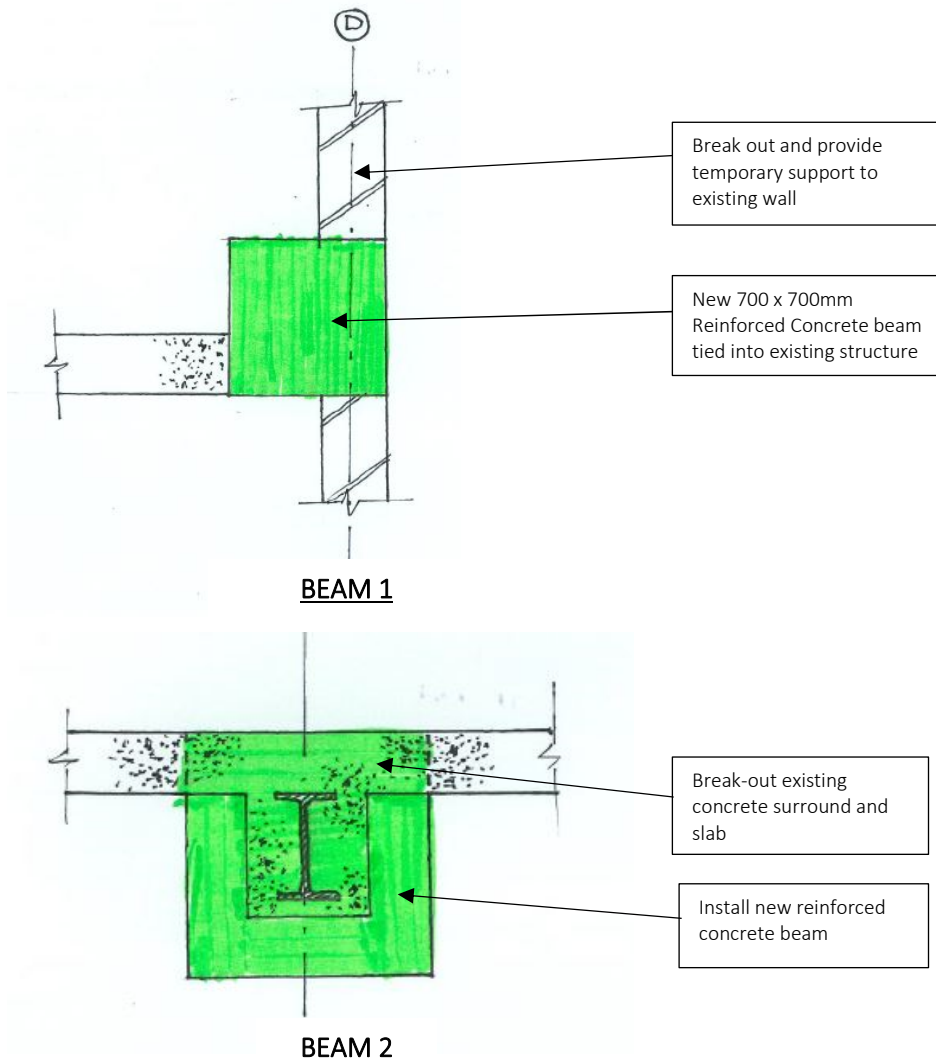 D
Break out and provide
temporary support to
existing wall
New 700 x 700mm
Reinforced Concrete beam
tied into existing structure
BEAM 1
Break-out existing
concrete surround and
slab
Install new reinforced
concrete beam
BEAM 2